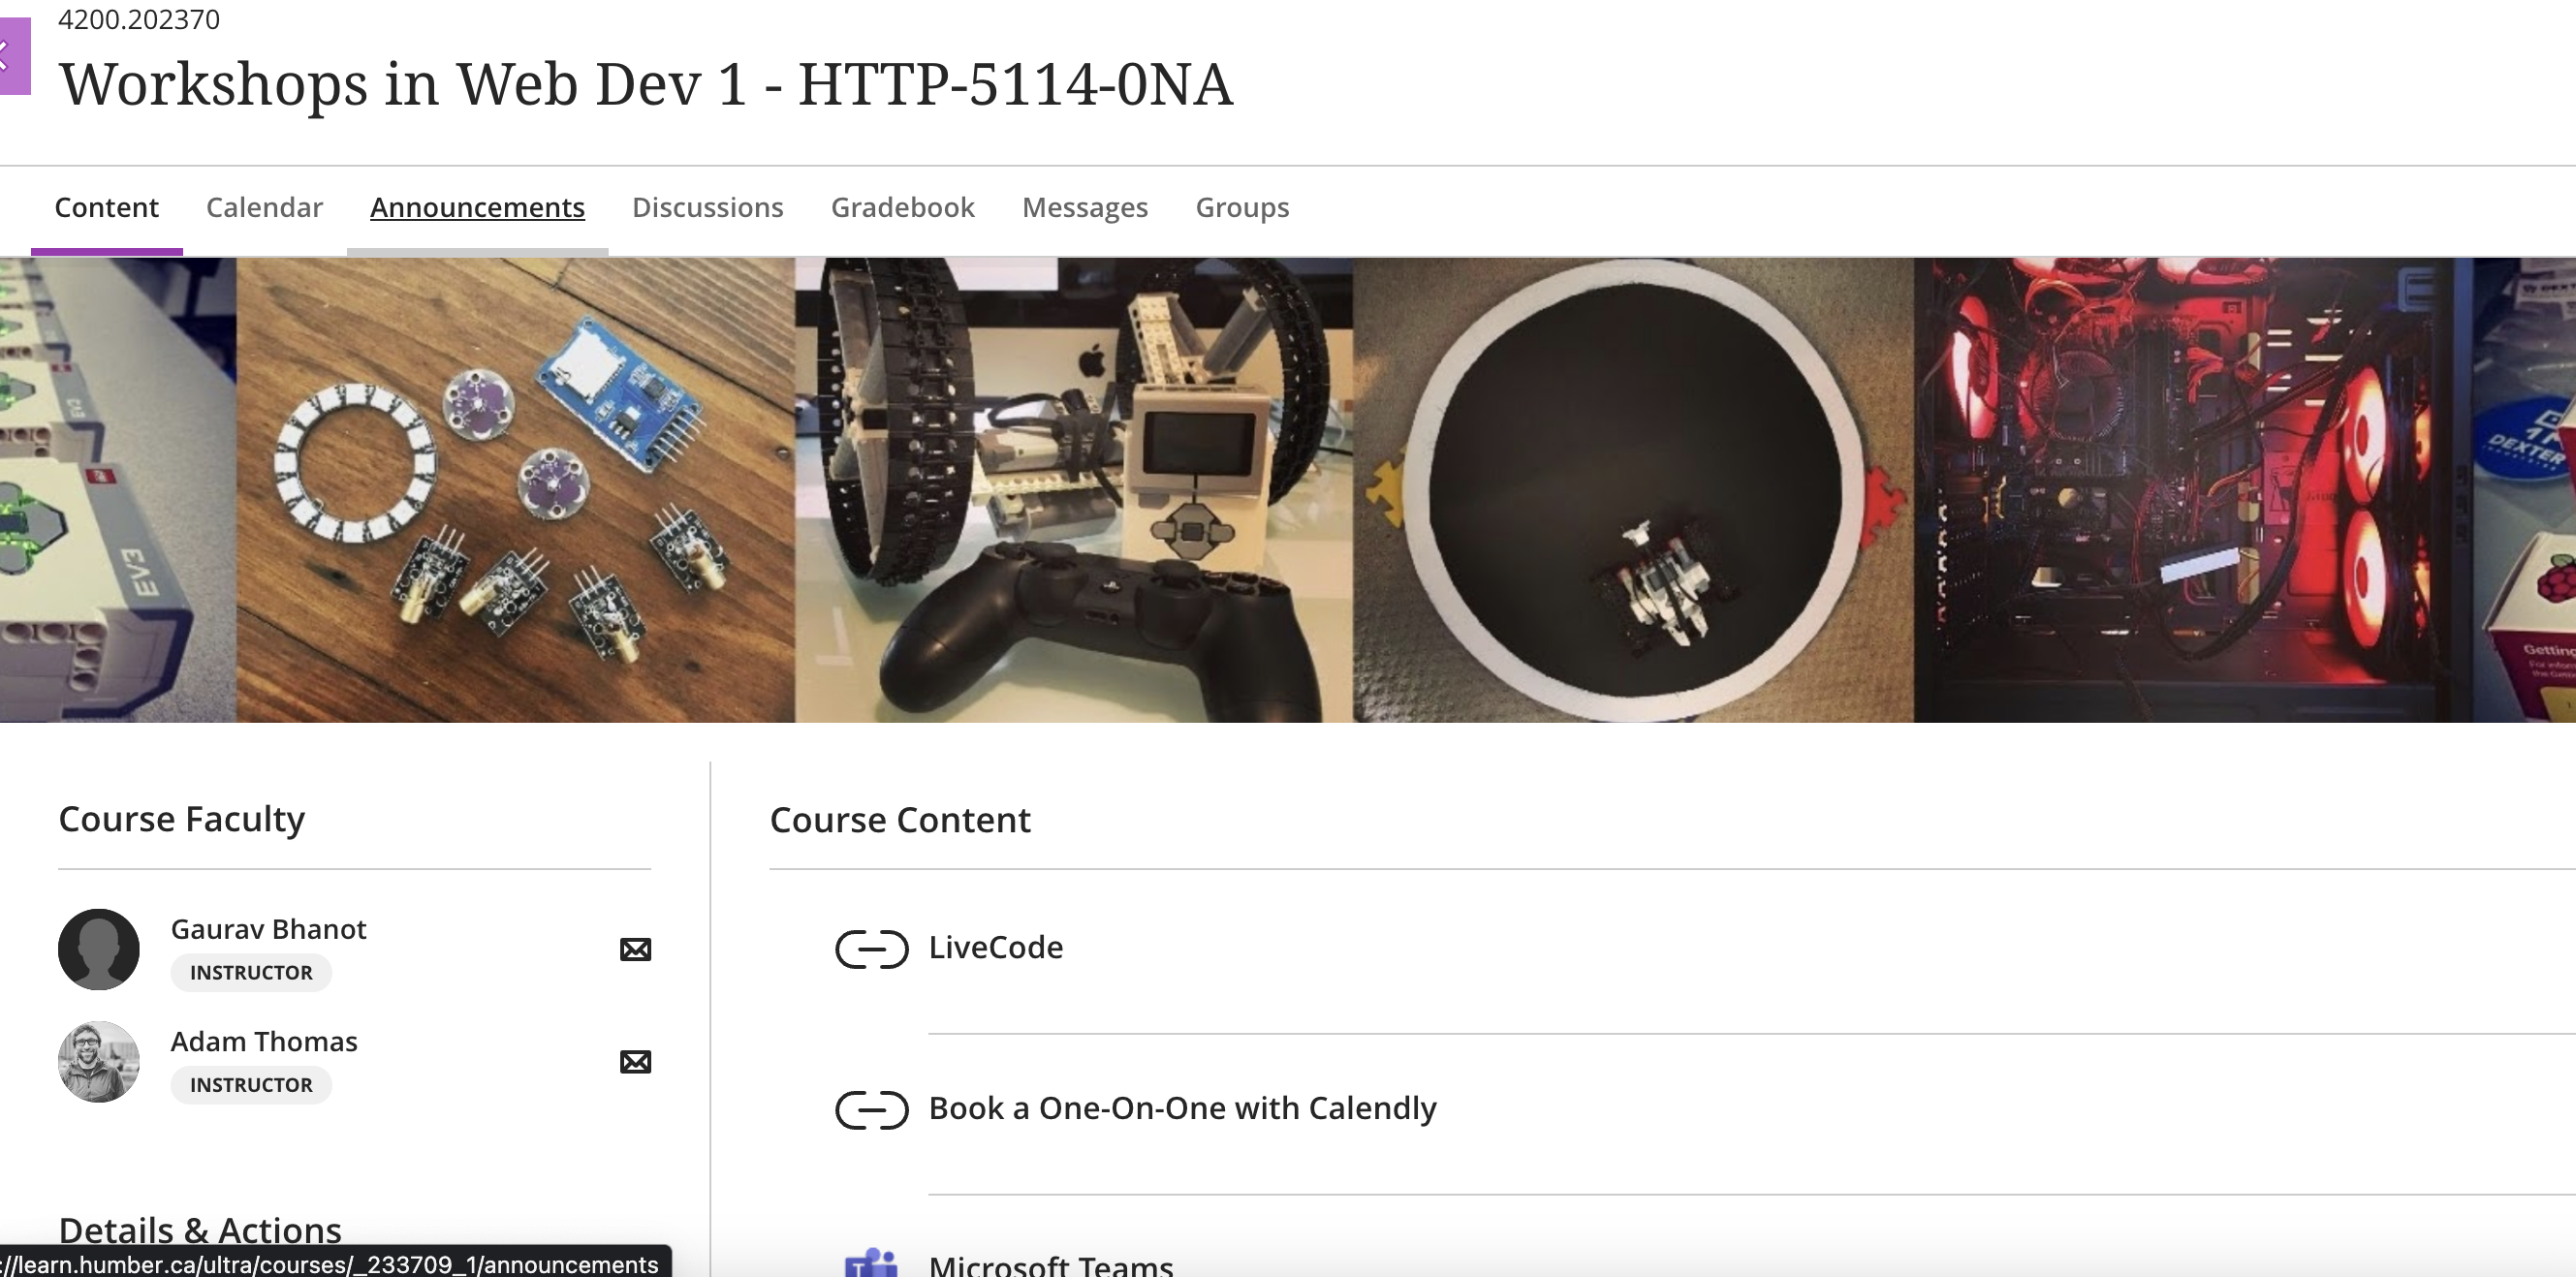 4200.202370
Workshops in Web Dev 1 - HTTP-5114-0NA
Content Calendar Announcements Discussions Gradebook Messages Groups
EV3
EV3
DEXTER
Getting
Course Faculty
Gaurav Bhanot
INSTRUCTOR
Adam Thomas
INSTRUCTOR
Details & Actions
://learn.humber.ca/ultra/courses/_233709_1/announcements
Course Content
LiveCode
Book a One-On-One with Calendly
Microsoft Teams